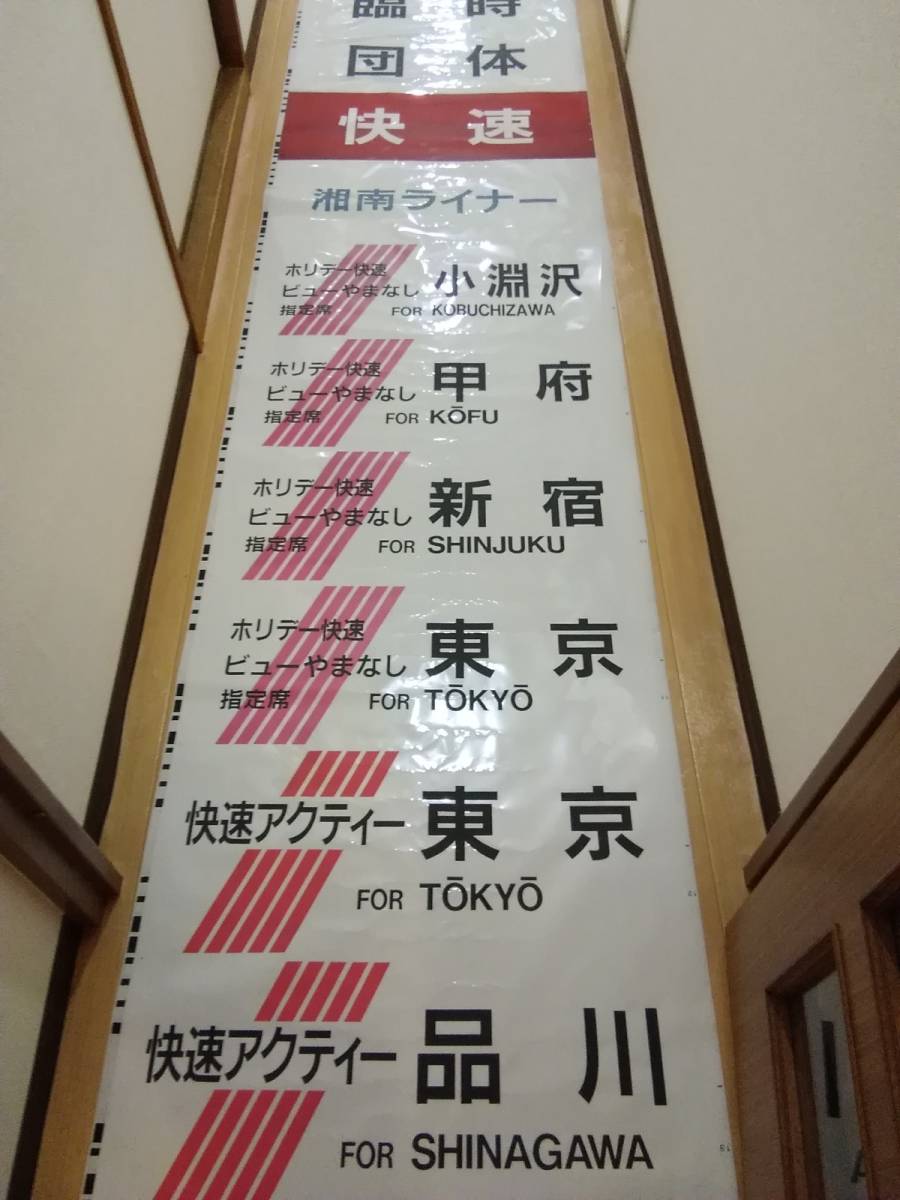 臨時
団体
快速
湘南ライナー
ホリデー快速
ビューやまなし 小淵沢
指定席 FOR KOBUCHIZAWA
ホリデー快速
ビューやまなし 甲府
指定席 FOR KŌFU
ホリデー快速
ビューやまなし 新宿
指定席 FOR SHINJUKU
ホリデー快速
ビューやまなし 東京
指定席 FOR TŌKYŌ
快速アクティー 東京
FOR TŌKYŌ
快速アクティー 品川
FOR SHINAGAWA